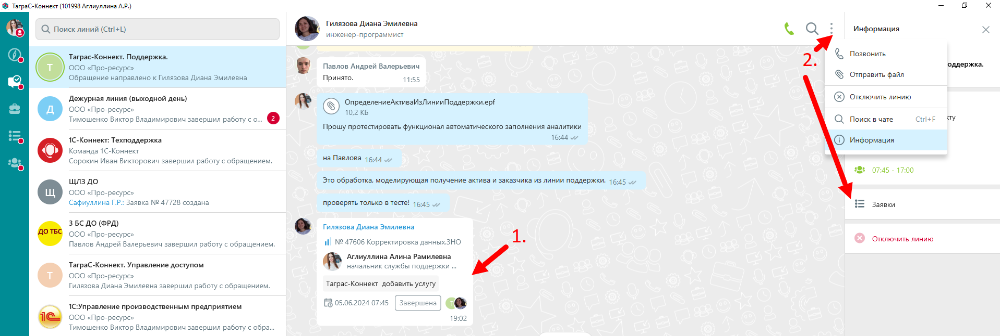 ТаграС-Коннект (101998 Аглиуллина А.Р.)
Поиск линий (Ctrl+L)
Т
Таграс-Коннект. Поддержка.
ООО «Про-ресурс»
Обращение направлено к Гилязова Диана Эмилевна
Д
Дежурная линия (выходной день)
ООО «Про-ресурс»
Тимошенко Виктор Владимирович завершил работу с о...
2
1С-Коннект: Техподдержка
Команда 1С-Коннект
Сорокин Иван Викторович завершил работу с обращением.
Щ
ЩЛЗ ДО
ООО «Про-ресурс»
Сафиуллина Г.Р.: Заявка № 47728 создана
ДО ТБС
3 БС ДО (ФРД)
ООО «Про-ресурс»
Павлов Андрей Валерьевич завершил работу с обращением.
Т
ТаграС-Коннект. Управление доступом
ООО «Про-ресурс»
Гилязова Диана Эмилевна завершил работу с обращением.
1С
1С:Управление производственным предприятием
ООО «Про-ресурс»
Тимошенко Виктор Владимирович завершил работу с обра...
Гилязова Диана Эмилевна
инженер-программист
Павлов Андрей Валерьевич
Принято.
11:55
ОпределениеАктиваИзЛинииПоддержки.epf
10,2 КБ
Прошу протестировать функционал автоматического заполнения аналитики
16:44
на Павлова 16:44
Это обработка, моделирующая получение актива и заказчика из линии поддержки. 16:45
проверять только в тесте! 16:45
Гилязова Диана Эмилевна
№ 47606 Корректировка данных.ЗНО
Аглиуллина Алина Рамилевна
начальник службы поддержки ...
Таграс-Коннект добавить услугу
05.06.2024 07:45 Завершена Т
19:02
1.
2.
Информация
Позвонить
Отправить файл
Отключить линию
Поиск в чате Ctrl+F
Информация
оддержка.
кту
07:45 - 17:00
Заявки
Отключить линию